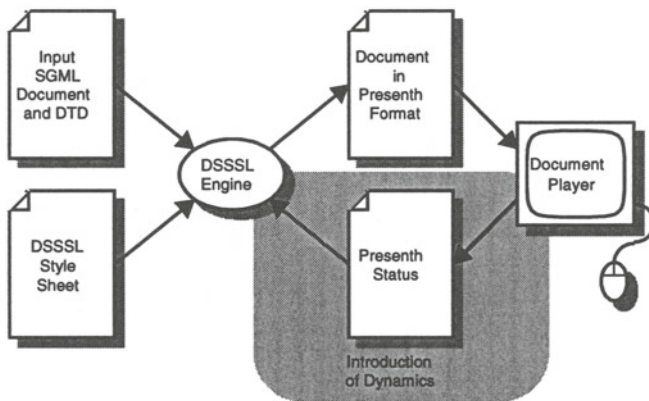 Input
SGML
Document
and DTD
Document
in
Presenth
Format
DSSSL
Engine
Document
Player
DSSSL
Style
Sheet
Presenth
Status
Introduction
of Dynamics